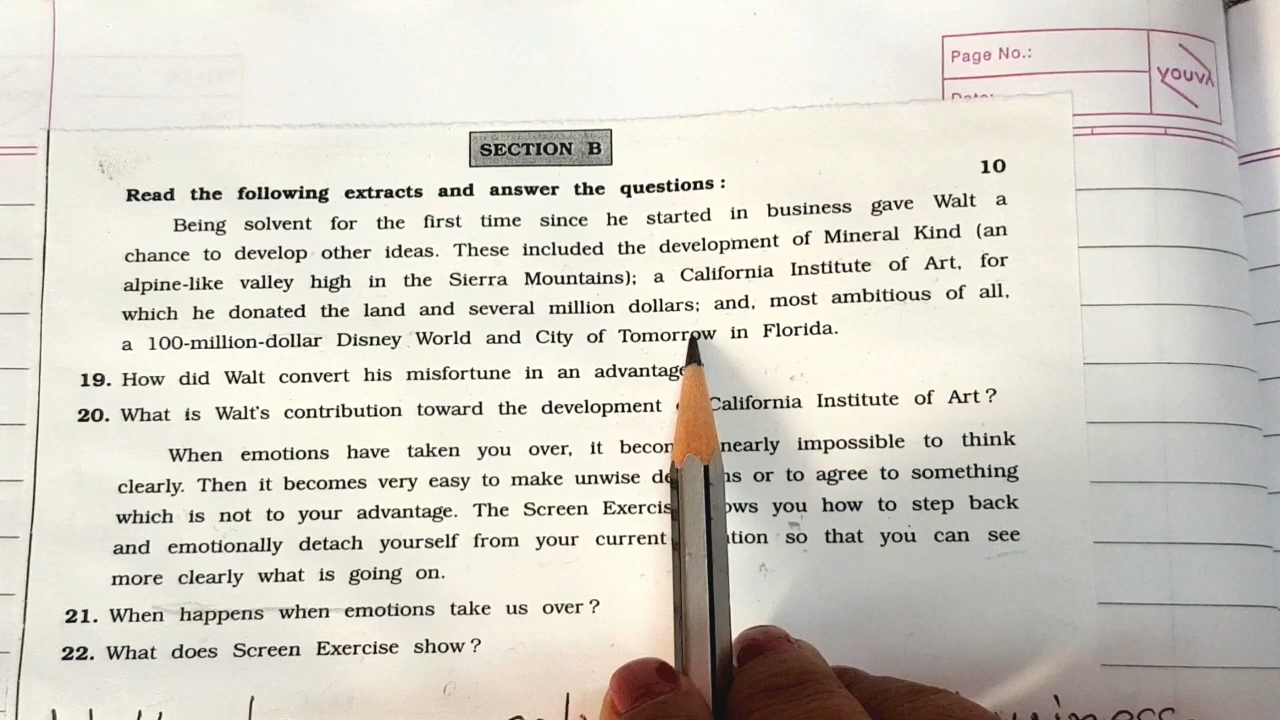 Page No.:
YOUVA
SECTION B
10
Read the following extracts and answer the questions :
Being solvent for the first time since he started in business gave Walt a
chance to develop other ideas. These included the development of Mineral Kind (an
alpine-like valley high in the Sierra Mountains); a California Institute of Art, for
which he donated the land and several million dollars; and, most ambitious of all,
a 100-million-dollar Disney World and City of Tomorrow in Florida.
19. How did Walt convert his misfortune in an advantage
20. What is Walt's contribution toward the development California Institute of Art ?
When emotions have taken you over, it nearly impossible to think
clearly. Then it becomes very easy to make unwise or to agree to something
which is not to your advantage. The Screen you how to step back
and emotionally detach yourself from your current so that you can see
more clearly what is going on.
21. When happens when emotions take us over ?
22. What does Screen Exercise show ?